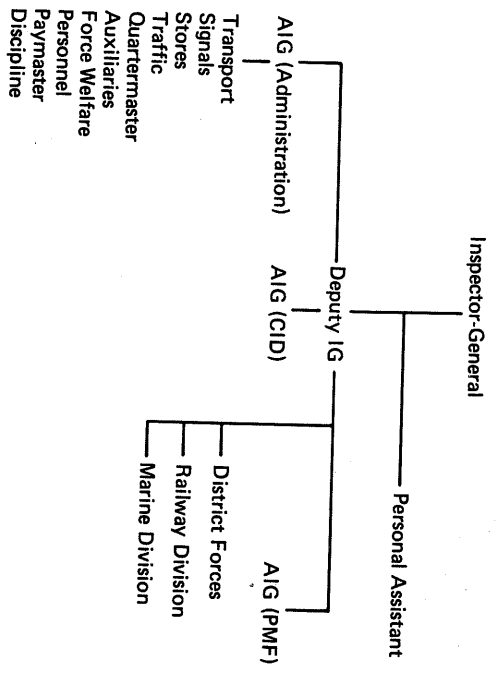 Inspector-General
Personal Assistant
Deputy IG
AIG (Administration)
AIG (CID)
AIG (PMF)
Transport
Signals
Stores
Traffic
Quartermaster
Auxiliaries
Force Welfare
Personnel
Paymaster
Discipline
District Forces
Railway Division
Marine Division